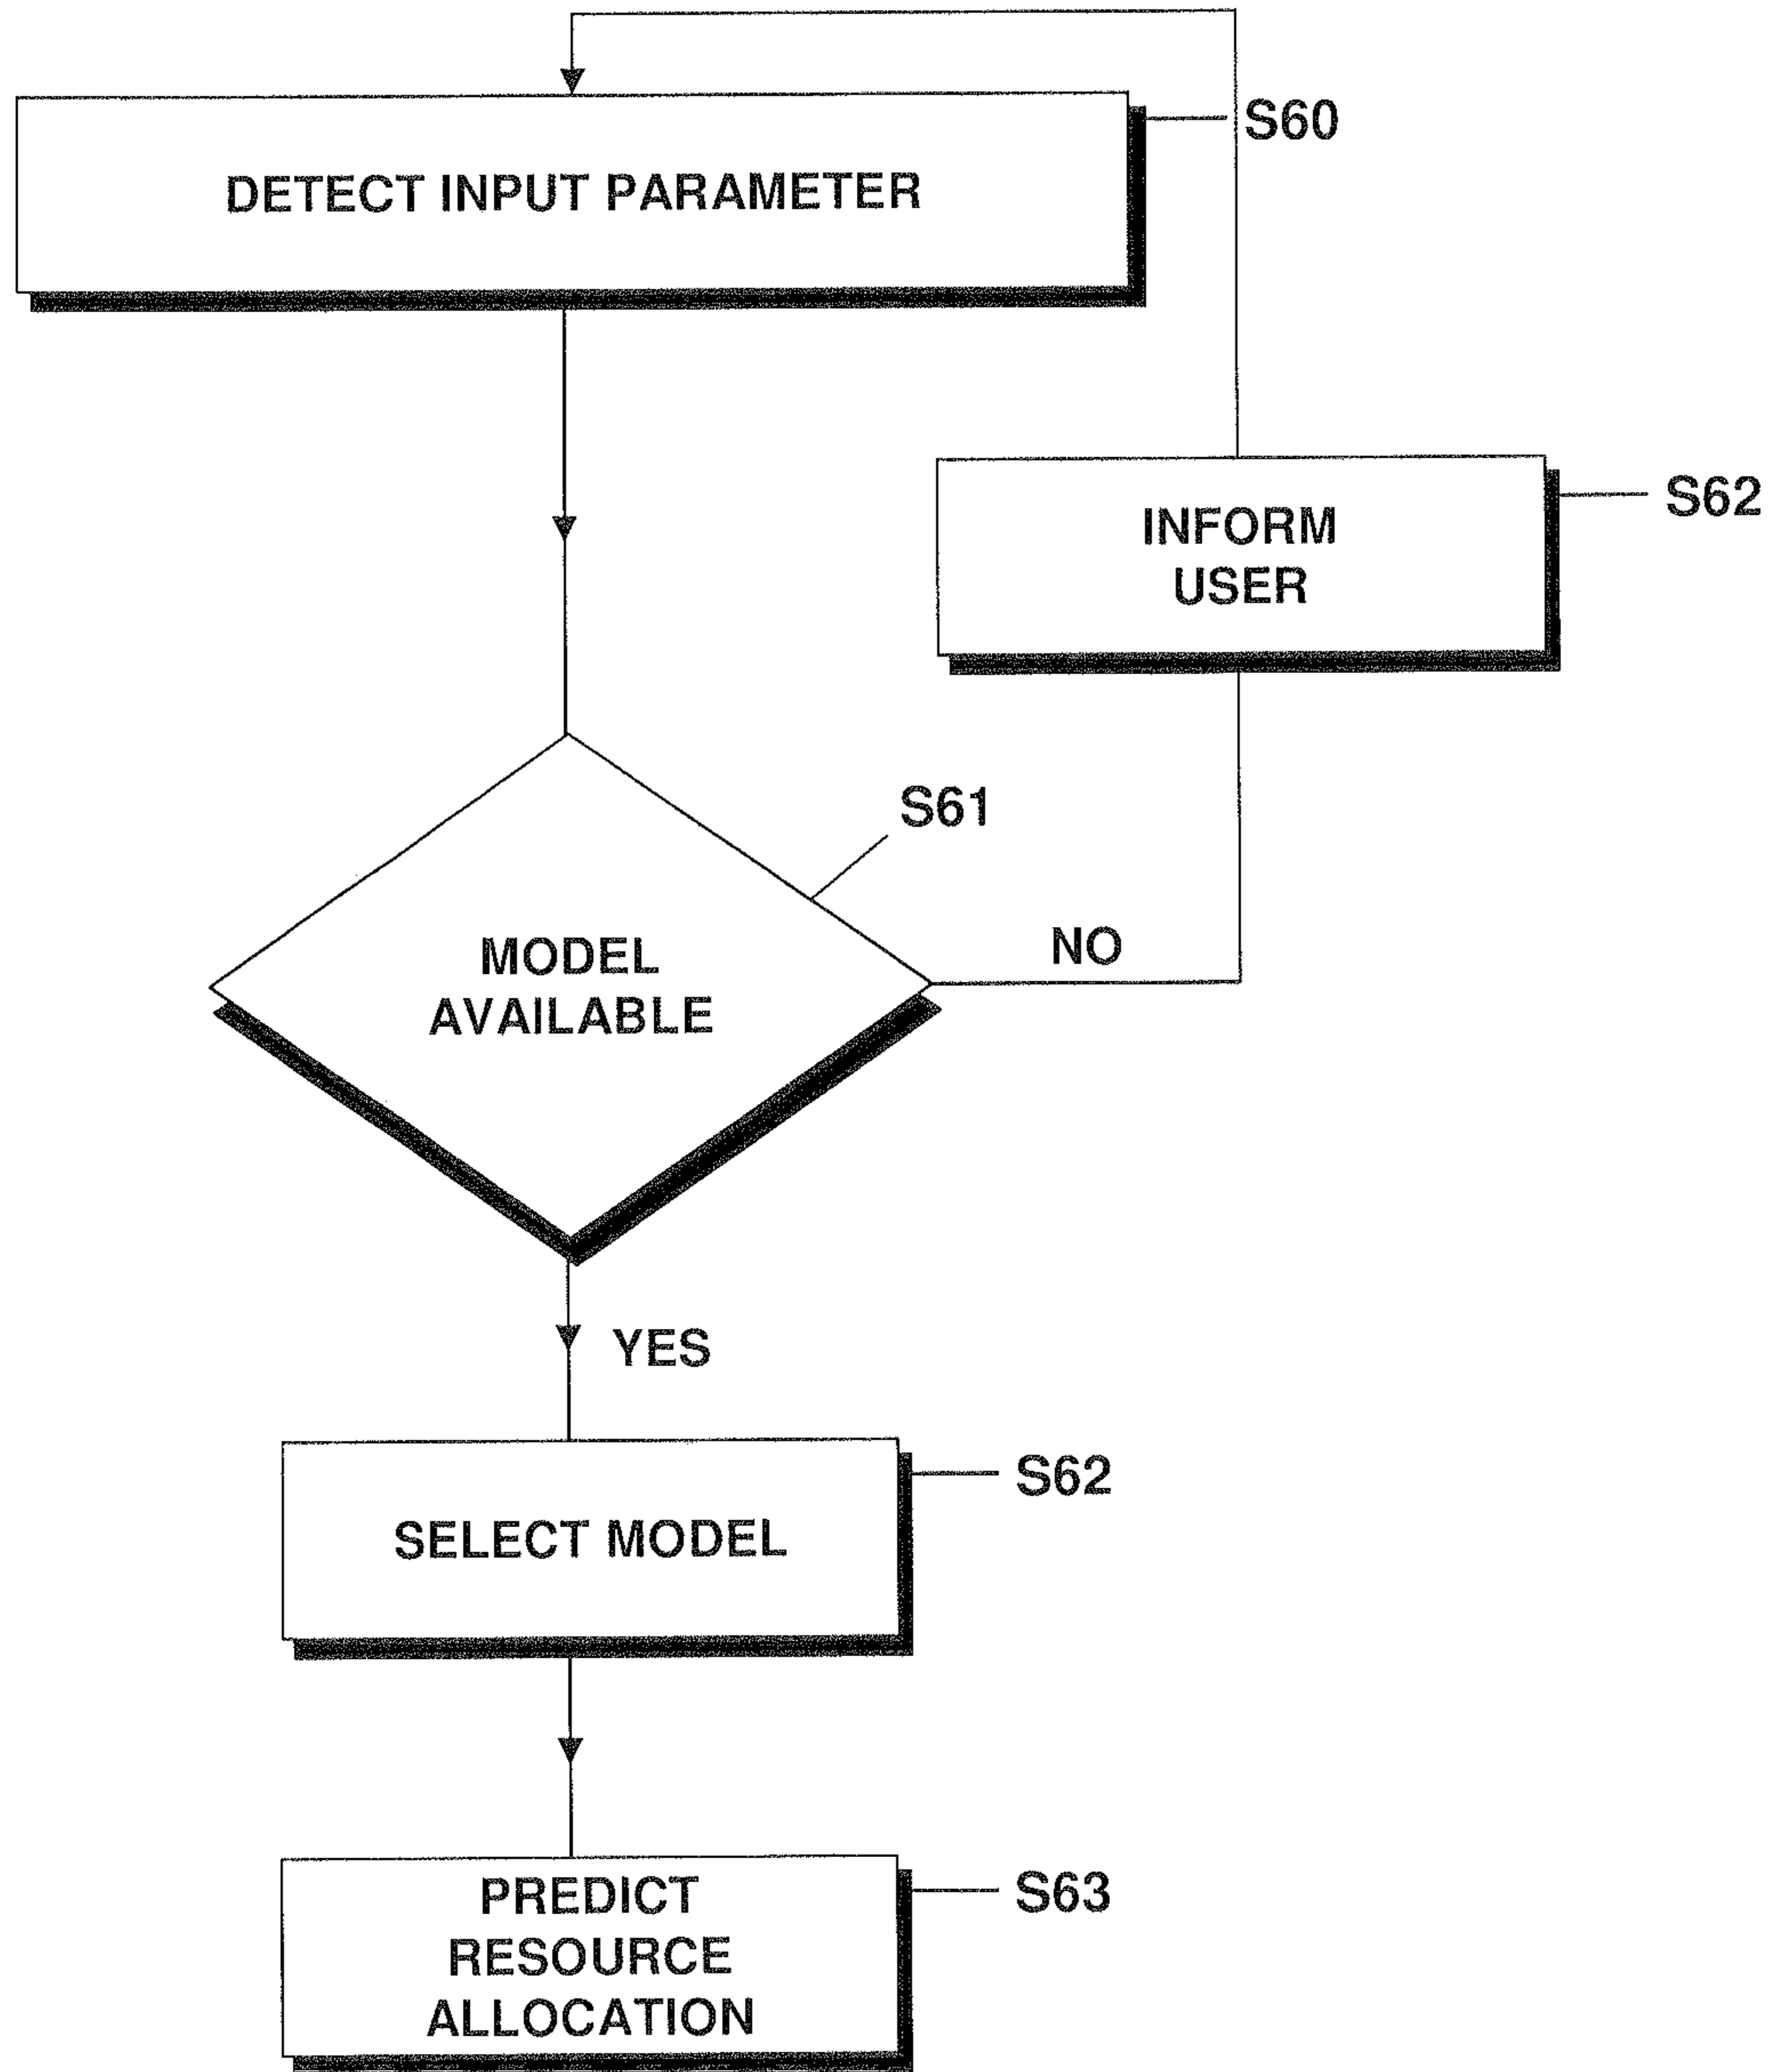 S60
DETECT INPUT PARAMETER
S62
INFORM
USER
S61
MODEL
AVAILABLE
NO
YES
S62
SELECT MODEL
S63
PREDICT
RESOURCE
ALLOCATION